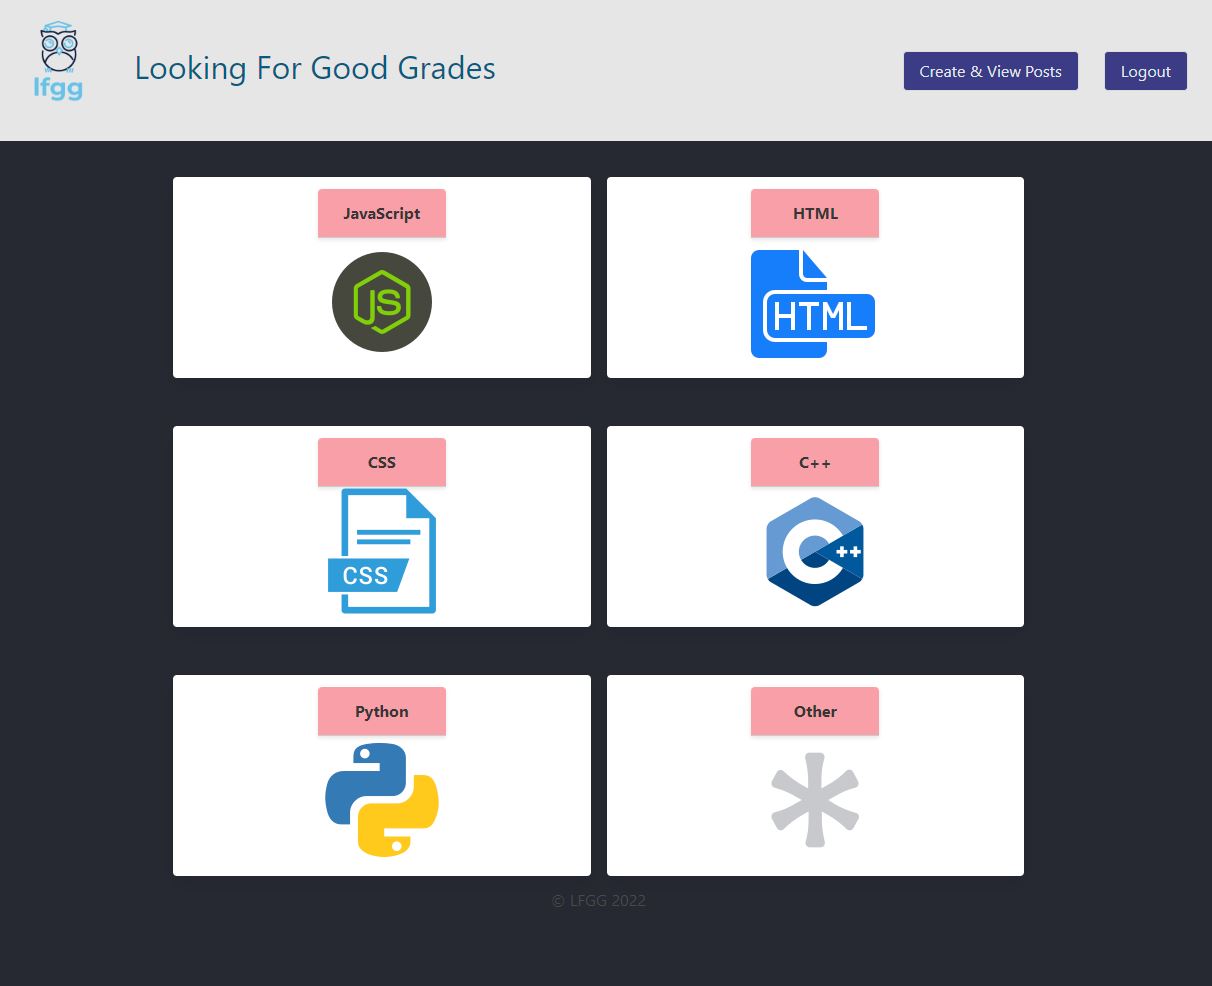 lfgg
Looking For Good Grades
Create & View Posts
Logout
JavaScript
HTML
JS
HTML
CSS
C++
CSS
C++
Python
Other
© LFGG 2022